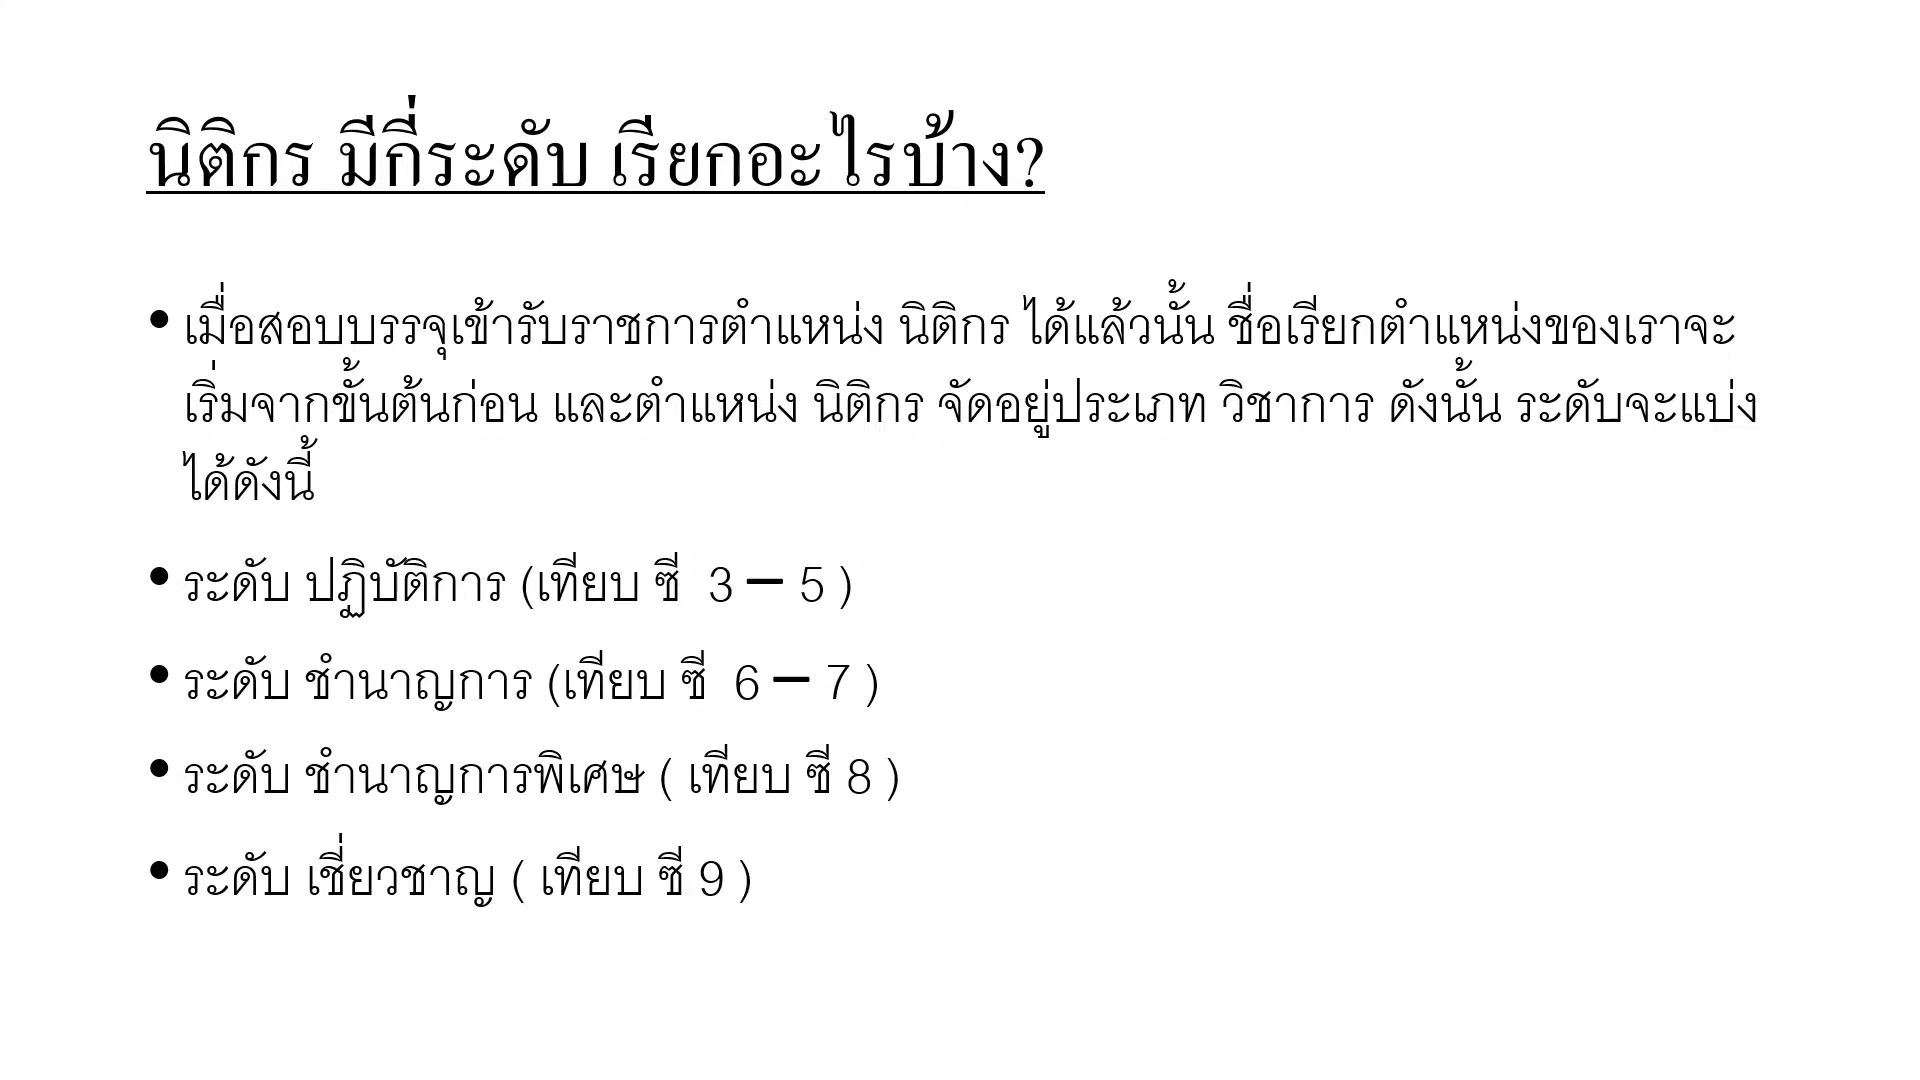 นิติกร มีกี่ระดับ เรียกอะไรบ้าง?
• เมื่อสอบบรรจุเข้ารับราชการตำแหน่ง นิติกร ได้แล้วนั้น ชื่อเรียกตำแหน่งของเราจะ
เริ่มจากขั้นต้นก่อน และตำแหน่ง นิติกร จัดอยู่ประเภท วิชาการ ดังนั้น ระดับจะแบ่ง
ได้ดังนี้
• ระดับ ปฏิบัติการ (เทียบ ซี  3 – 5 )
• ระดับ ชำนาญการ (เทียบ ซี  6 – 7 )
• ระดับ ชำนาญการพิเศษ ( เทียบ ซี 8 )
• ระดับ เชี่ยวชาญ ( เทียบ ซี 9 )